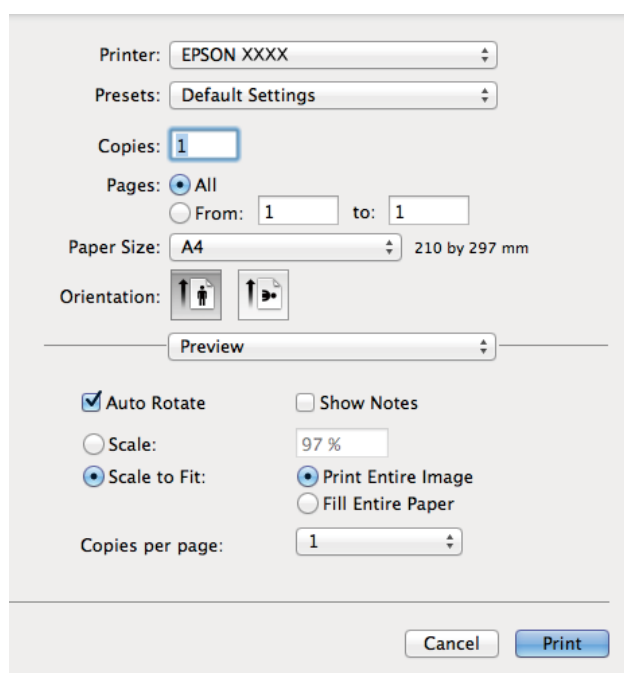 Printer: EPSON XXXX
Presets: Default Settings
Copies: 1
Pages: All
From: 1 to: 1
Paper Size: A4 210 by 297 mm
Orientation:
Preview
Auto Rotate Show Notes
Scale: 97 %
Scale to Fit: Print Entire Image
Fill Entire Paper
Copies per page: 1
Cancel Print